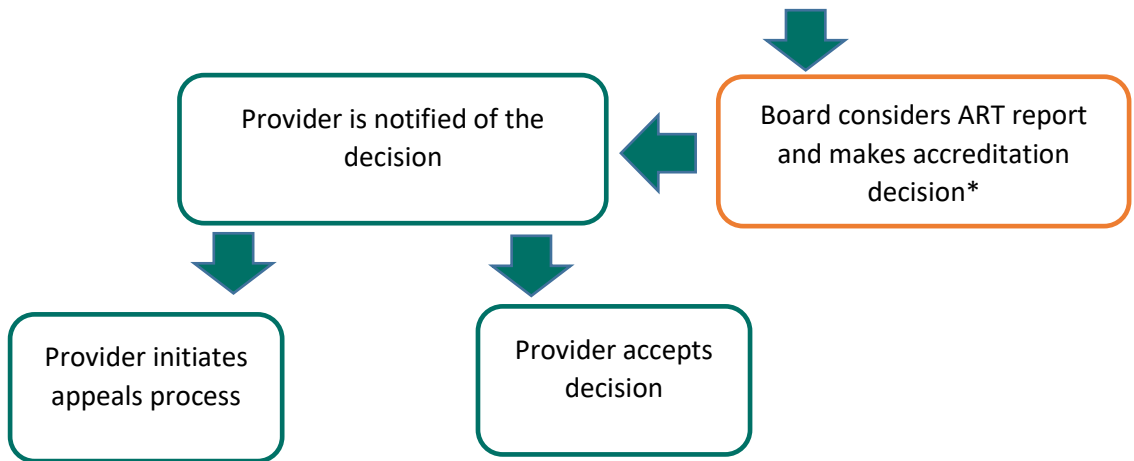 Board considers ART report
and makes accreditation
decision*
Provider is notified of the
decision
Provider initiates
appeals process
Provider accepts
decision